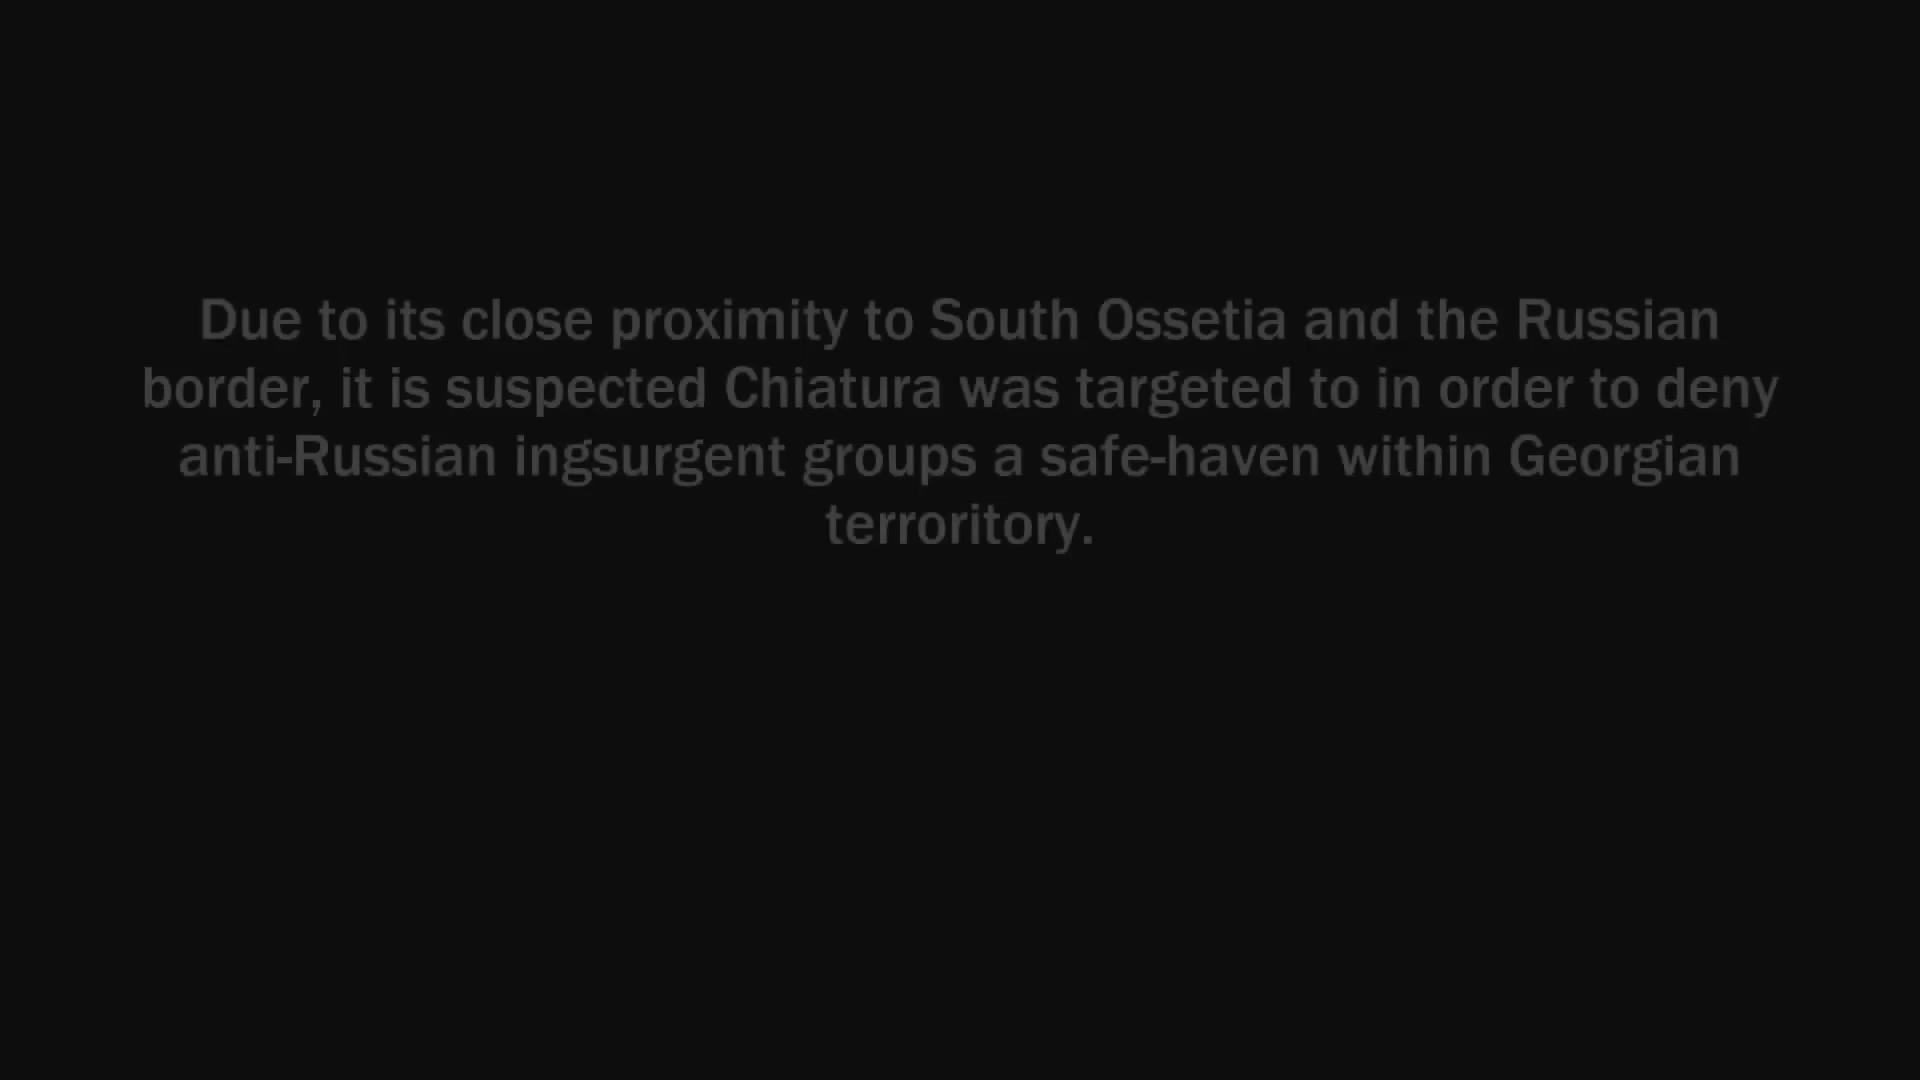 Due to its close proximity to South Ossetia and the Russian
border, it is suspected Chiatura was targeted to in order to deny
anti-Russian ingsurgent groups a safe-haven within Georgian
terroritory.